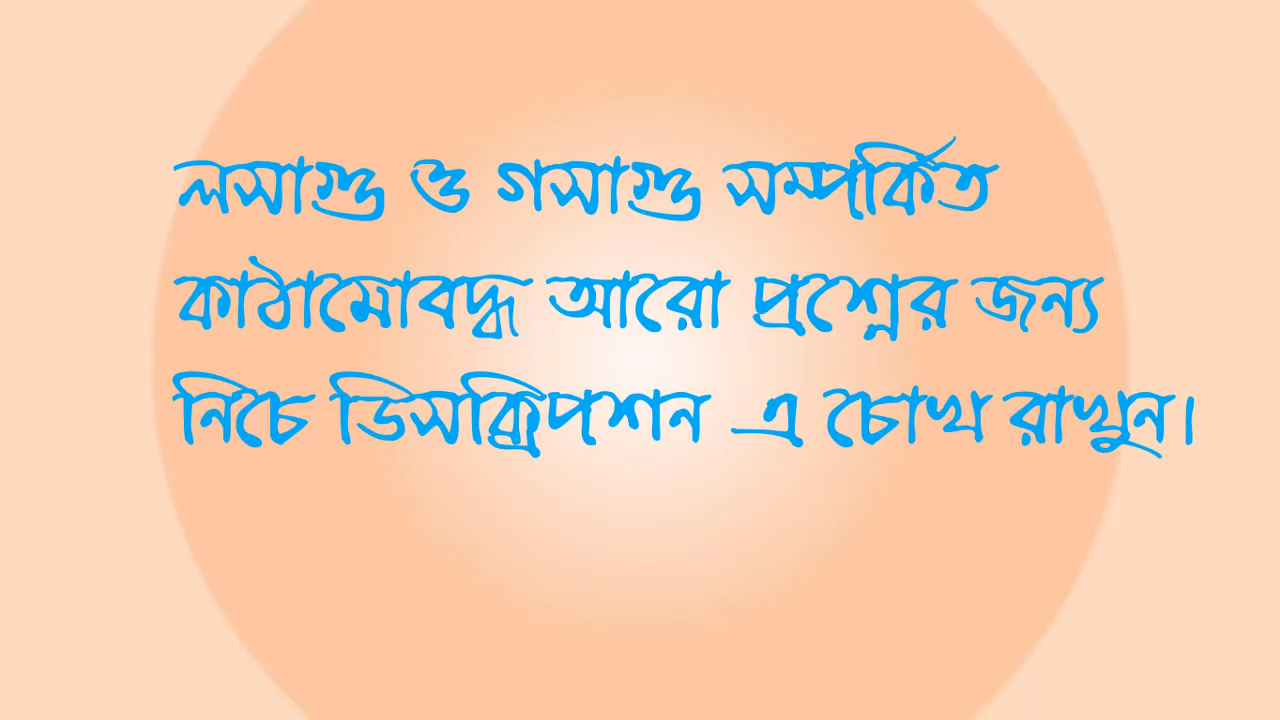 লসাগু ও গসাগু সম্পর্কিত
কাঠামোবদ্ধ আরো প্রশ্নের জন্য
নিচে ডিসক্রিপশন এ চোখ রাখুন।